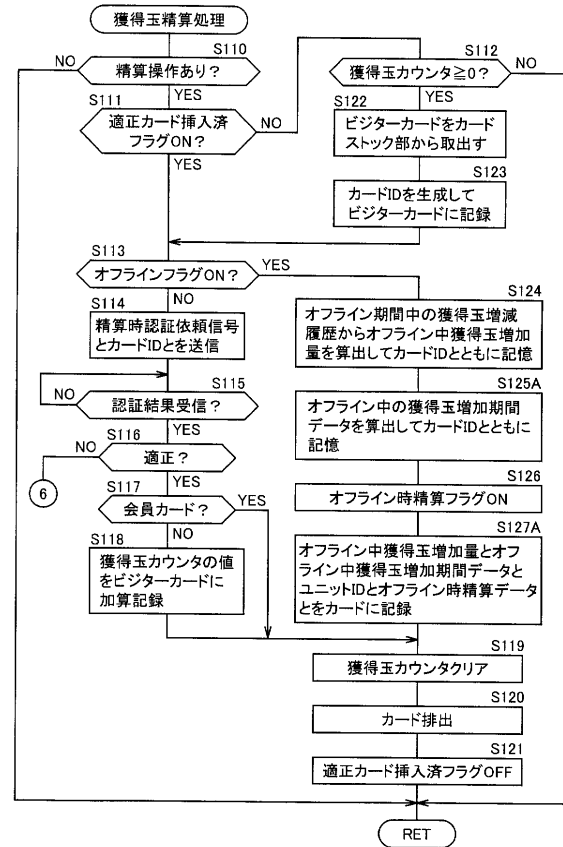 獲得玉精算処理
S110
NO
精算操作あり?
YES
S111
適正カード挿入済
フラグON?
NO
YES
S112
獲得玉カウンタ≧0?
NO
YES
S122
ビジターカードをカード
ストック部から取出す
S123
カードIDを生成して
ビジターカードに記録
S113
オフラインフラグON?
YES
NO
S114
精算時認証依頼信号
とカードIDとを送信
S115
NO
認証結果受信?
YES
S116
NO
適正?
6
YES
S117
会員カード?
YES
NO
S118
獲得玉カウンタの値
をビジターカードに
加算記録
S124
オフライン期間中の獲得玉増減
履歴からオフライン中獲得玉増加
量を算出してカードIDとともに記憶
S125A
オフライン中の獲得玉増加期間
データを算出してカードIDとともに
記憶
S126
オフライン時精算フラグON
S127A
オフライン中獲得玉増加量とオフ
ライン中獲得玉増加期間データと
ユニットIDとオフライン時精算データ
とをカードに記録
S119
獲得玉カウンタクリア
S120
カード排出
S121
適正カード挿入済フラグOFF
RET